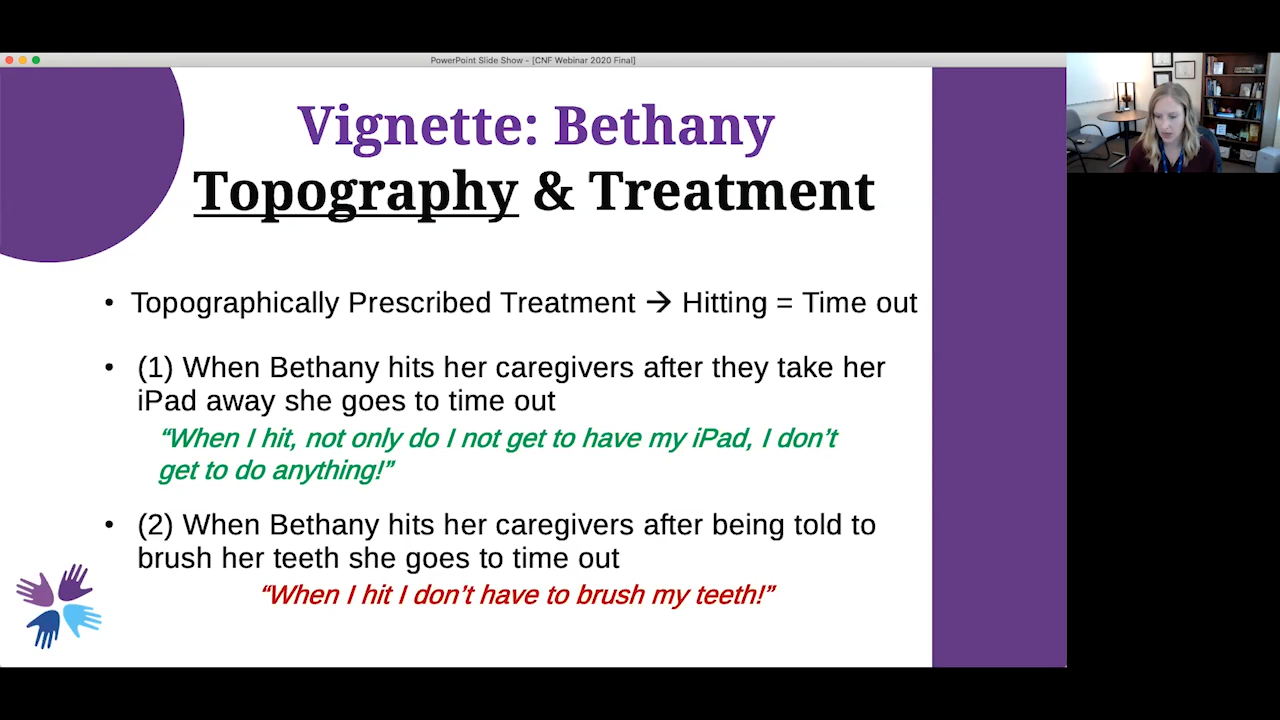 PowerPoint Slide Show - [CNF Webinar 2020 Final]
Vignette: Bethany
Topography & Treatment
• Topographically Prescribed Treatment → Hitting = Time out
• (1) When Bethany hits her caregivers after they take her
iPad away she goes to time out
“When I hit, not only do I not get to have my iPad, I don’t
get to do anything!”
• (2) When Bethany hits her caregivers after being told to
brush her teeth she goes to time out
“When I hit I don’t have to brush my teeth!”